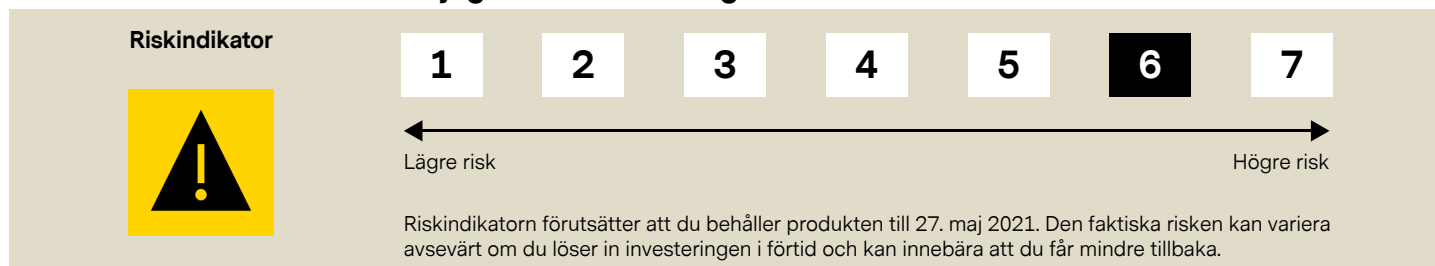 Riskindikator
1 2 3 4 5 6 7
Lägre risk Högre risk
Riskindikatorn förutsätter att du behåller produkten till 27. maj 2021. Den faktiska risken kan variera
avsevärt om du löser in investeringen i förtid och kan innebära att du får mindre tillbaka.